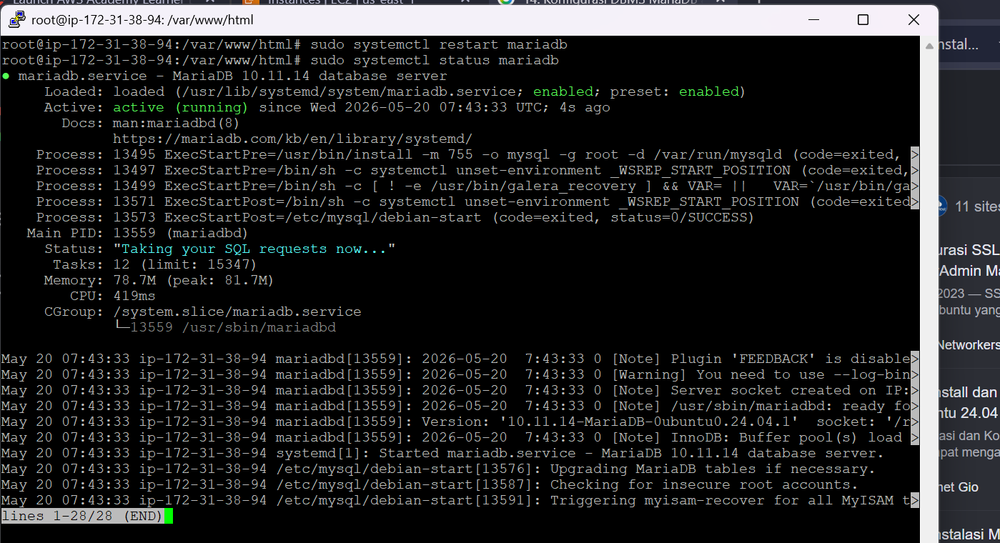 Launch AWS Academy Learner
Instances | EC2 | us-east-1
14. Konfigurasi DBMS MariaDB
root@ip-172-31-38-94: /var/www/html
root@ip-172-31-38-94:/var/www/html# sudo systemctl restart mariadb
root@ip-172-31-38-94:/var/www/html# sudo systemctl status mariadb
● mariadb.service - MariaDB 10.11.14 database server
Loaded: loaded (/usr/lib/systemd/system/mariadb.service; enabled; preset: enabled)
Active: active (running) since Wed 2026-05-20 07:43:33 UTC; 4s ago
Docs: man:mariadbd(8)
https://mariadb.com/kb/en/library/systemd/
Process: 13495 ExecStartPre=/usr/bin/install -m 755 -o mysql -g root -d /var/run/mysqld (code=exited, >
Process: 13497 ExecStartPre=/bin/sh -c systemctl unset-environment _WSREP_START_POSITION (code=exited,>
Process: 13499 ExecStartPre=/bin/sh -c [ ! -e /usr/bin/galera_recovery ] && VAR= ||   VAR=`/usr/bin/ga>
Process: 13571 ExecStartPost=/bin/sh -c systemctl unset-environment _WSREP_START_POSITION (code=exited>
Process: 13573 ExecStartPost=/etc/mysql/debian-start (code=exited, status=0/SUCCESS)
Main PID: 13559 (mariadbd)
Status: "Taking your SQL requests now..."
Tasks: 12 (limit: 15347)
Memory: 78.7M (peak: 81.7M)
CPU: 419ms
CGroup: /system.slice/mariadb.service
└─13559 /usr/sbin/mariadbd
May 20 07:43:33 ip-172-31-38-94 mariadbd[13559]: 2026-05-20  7:43:33 0 [Note] Plugin 'FEEDBACK' is disable>
May 20 07:43:33 ip-172-31-38-94 mariadbd[13559]: 2026-05-20  7:43:33 0 [Warning] You need to use --log-bin>
May 20 07:43:33 ip-172-31-38-94 mariadbd[13559]: 2026-05-20  7:43:33 0 [Note] Server socket created on IP:>
May 20 07:43:33 ip-172-31-38-94 mariadbd[13559]: 2026-05-20  7:43:33 0 [Note] /usr/sbin/mariadbd: ready fo>
May 20 07:43:33 ip-172-31-38-94 mariadbd[13559]: Version: '10.11.14-MariaDB-0ubuntu0.24.04.1'  socket: '/r>
May 20 07:43:33 ip-172-31-38-94 mariadbd[13559]: 2026-05-20  7:43:33 0 [Note] InnoDB: Buffer pool(s) load >
May 20 07:43:33 ip-172-31-38-94 systemd[1]: Started mariadb.service - MariaDB 10.11.14 database server.
May 20 07:43:33 ip-172-31-38-94 /etc/mysql/debian-start[13576]: Upgrading MariaDB tables if necessary.
May 20 07:43:33 ip-172-31-38-94 /etc/mysql/debian-start[13587]: Checking for insecure root accounts.
May 20 07:43:33 ip-172-31-38-94 /etc/mysql/debian-start[13591]: Triggering myisam-recover for all MyISAM t>
lines 1-28/28 (END)
nstal...
11 sites
urasi SSL
Admin Ma
2023 — SS
buntu yang
Networkers
nstall dan
ntu 24.04
asi dan Ko
pat menga
net Gio
nstalasi M